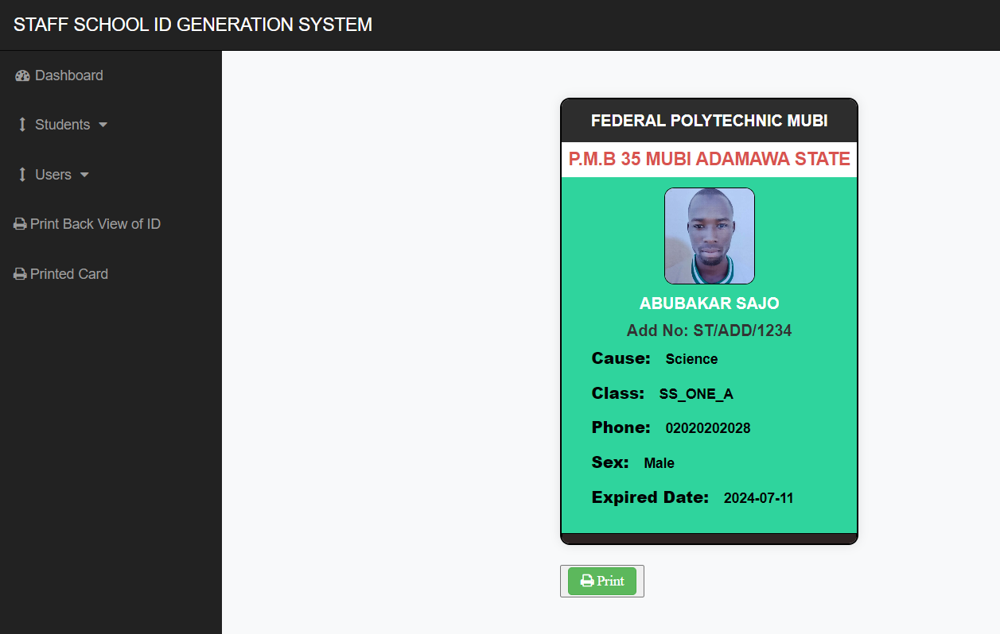 STAFF SCHOOL ID GENERATION SYSTEM
Dashboard
Students
Users
Print Back View of ID
Printed Card
FEDERAL POLYTECHNIC MUBI
P.M.B 35 MUBI ADAMAWA STATE
ABUBAKAR SAJO
Add No: ST/ADD/1234
Cause: Science
Class: SS_ONE_A
Phone: 02020202028
Sex: Male
Expired Date: 2024-07-11
Print